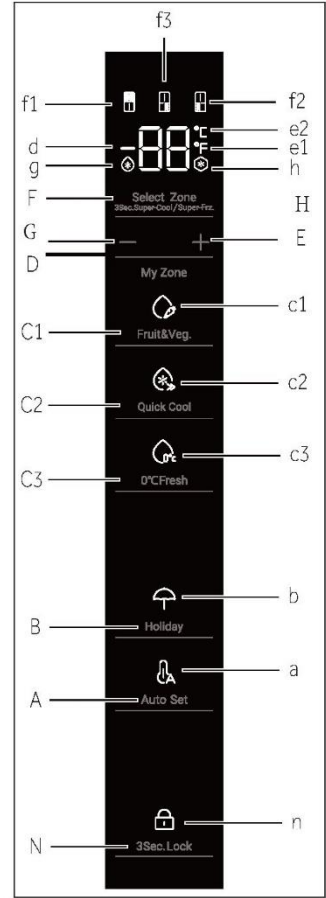 f3
f1
f2
-88 °C °F
e2
d
e1
g
h
F
Select Zone
3Sec.Super-Cool/Super-Frz.
H
G
— +
E
D
My Zone
c1
C1
Fruit&Veg.
c2
C2
Quick Cool
0°c
c3
C3
0°CFresh
b
B
Holiday
A
a
A
Auto Set
n
N
3Sec.Lock